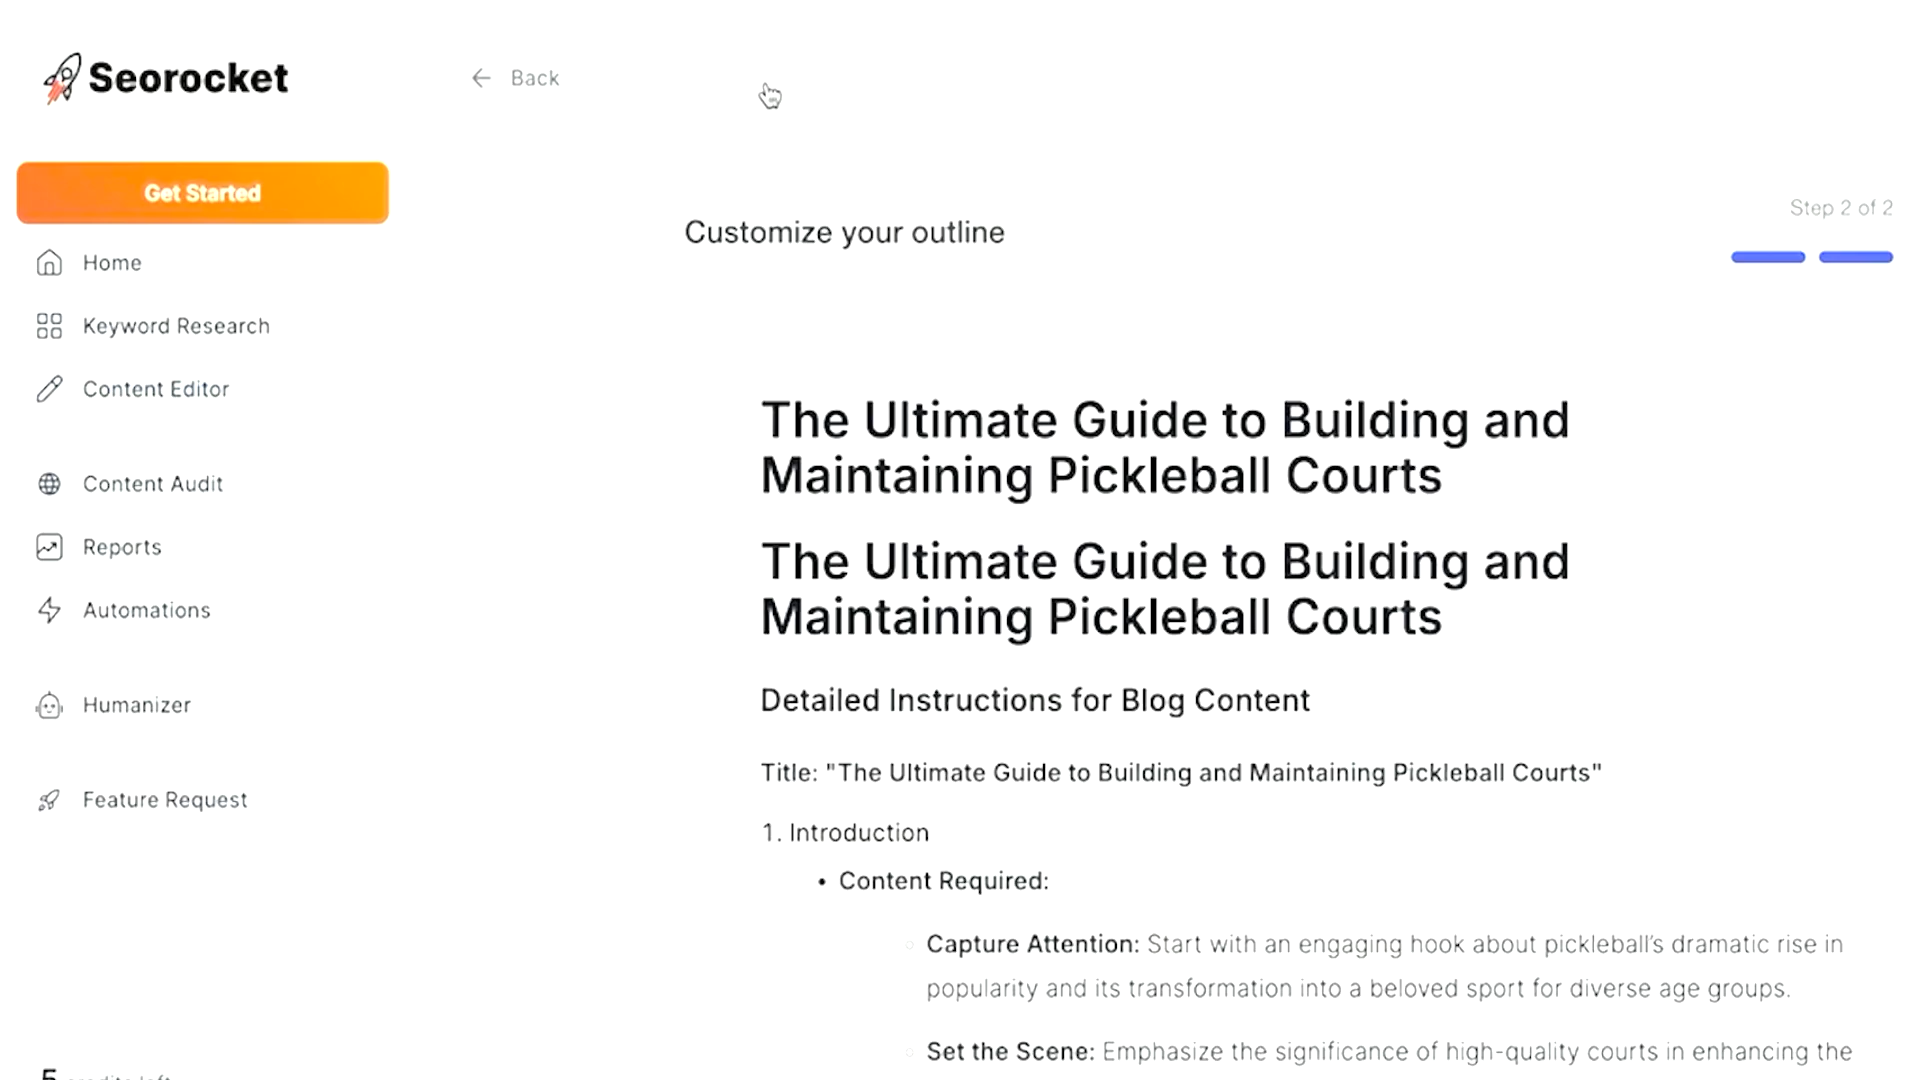 Seorocket
Back
Get Started
Home
Keyword Research
Content Editor
Content Audit
Reports
Automations
Humanizer
Feature Request
5 credits left
Step 2 of 2
Customize your outline
The Ultimate Guide to Building and
Maintaining Pickleball Courts
The Ultimate Guide to Building and
Maintaining Pickleball Courts
Detailed Instructions for Blog Content
Title: "The Ultimate Guide to Building and Maintaining Pickleball Courts"
1. Introduction
• Content Required:
Capture Attention: Start with an engaging hook about pickleball's dramatic rise in
popularity and its transformation into a beloved sport for diverse age groups.
Set the Scene: Emphasize the significance of high-quality courts in enhancing the